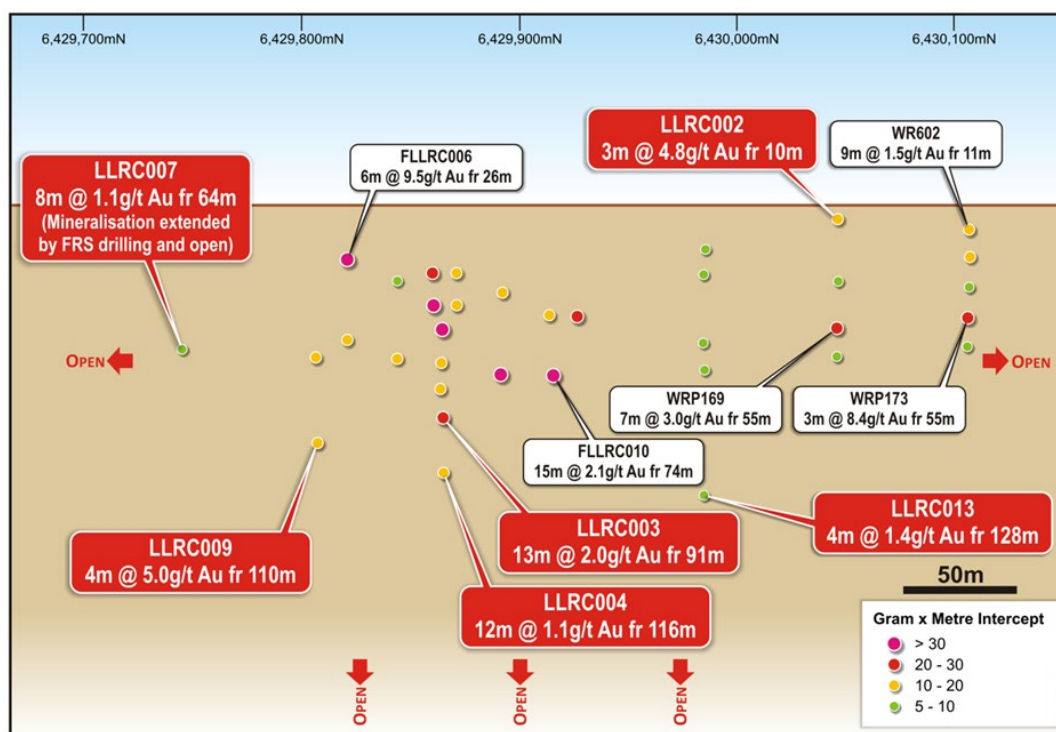 6,429,700mN
6,429,800mN
6,429,900mN
6,430,000mN
6,430,100mN
LLRC002
3m @ 4.8g/t Au fr 10m
WR602
9m @ 1.5g/t Au fr 11m
FLLRC006
6m @ 9.5g/t Au fr 26m
LLRC007
8m @ 1.1g/t Au fr 64m
(Mineralisation extended
by FRS drilling and open)
OPEN
OPEN
WRP169
7m @ 3.0g/t Au fr 55m
WRP173
3m @ 8.4g/t Au fr 55m
FLLRC010
15m @ 2.1g/t Au fr 74m
LLRC009
4m @ 5.0g/t Au fr 110m
LLRC003
13m @ 2.0g/t Au fr 91m
LLRC013
4m @ 1.4g/t Au fr 128m
LLRC004
12m @ 1.1g/t Au fr 116m
50m
Gram x Metre Intercept
> 30
20 - 30
10 - 20
5 - 10
OPEN
OPEN
OPEN